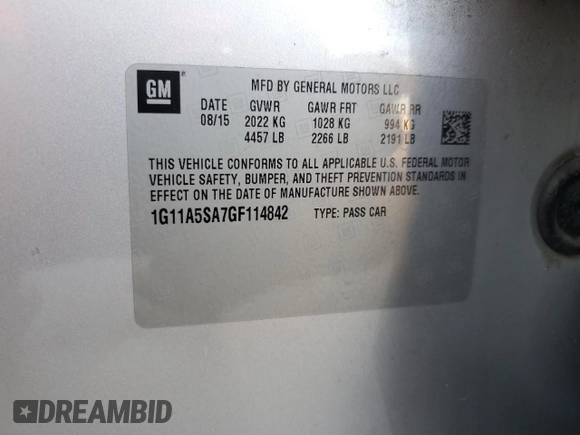 GM
MFD BY GENERAL MOTORS LLC
DATE GVWR GAWR FRT GAWR RR
08/15 2022 KG 1028 KG 994 KG
4457 LB 2266 LB 2191 LB
THIS VEHICLE CONFORMS TO ALL APPLICABLE U.S. FEDERAL MOTOR
VEHICLE SAFETY, BUMPER, AND THEFT PREVENTION STANDARDS IN
EFFECT ON THE DATE OF MANUFACTURE SHOWN ABOVE.
1G11A5SA7GF114842 TYPE: PASS CAR
DREAMBID